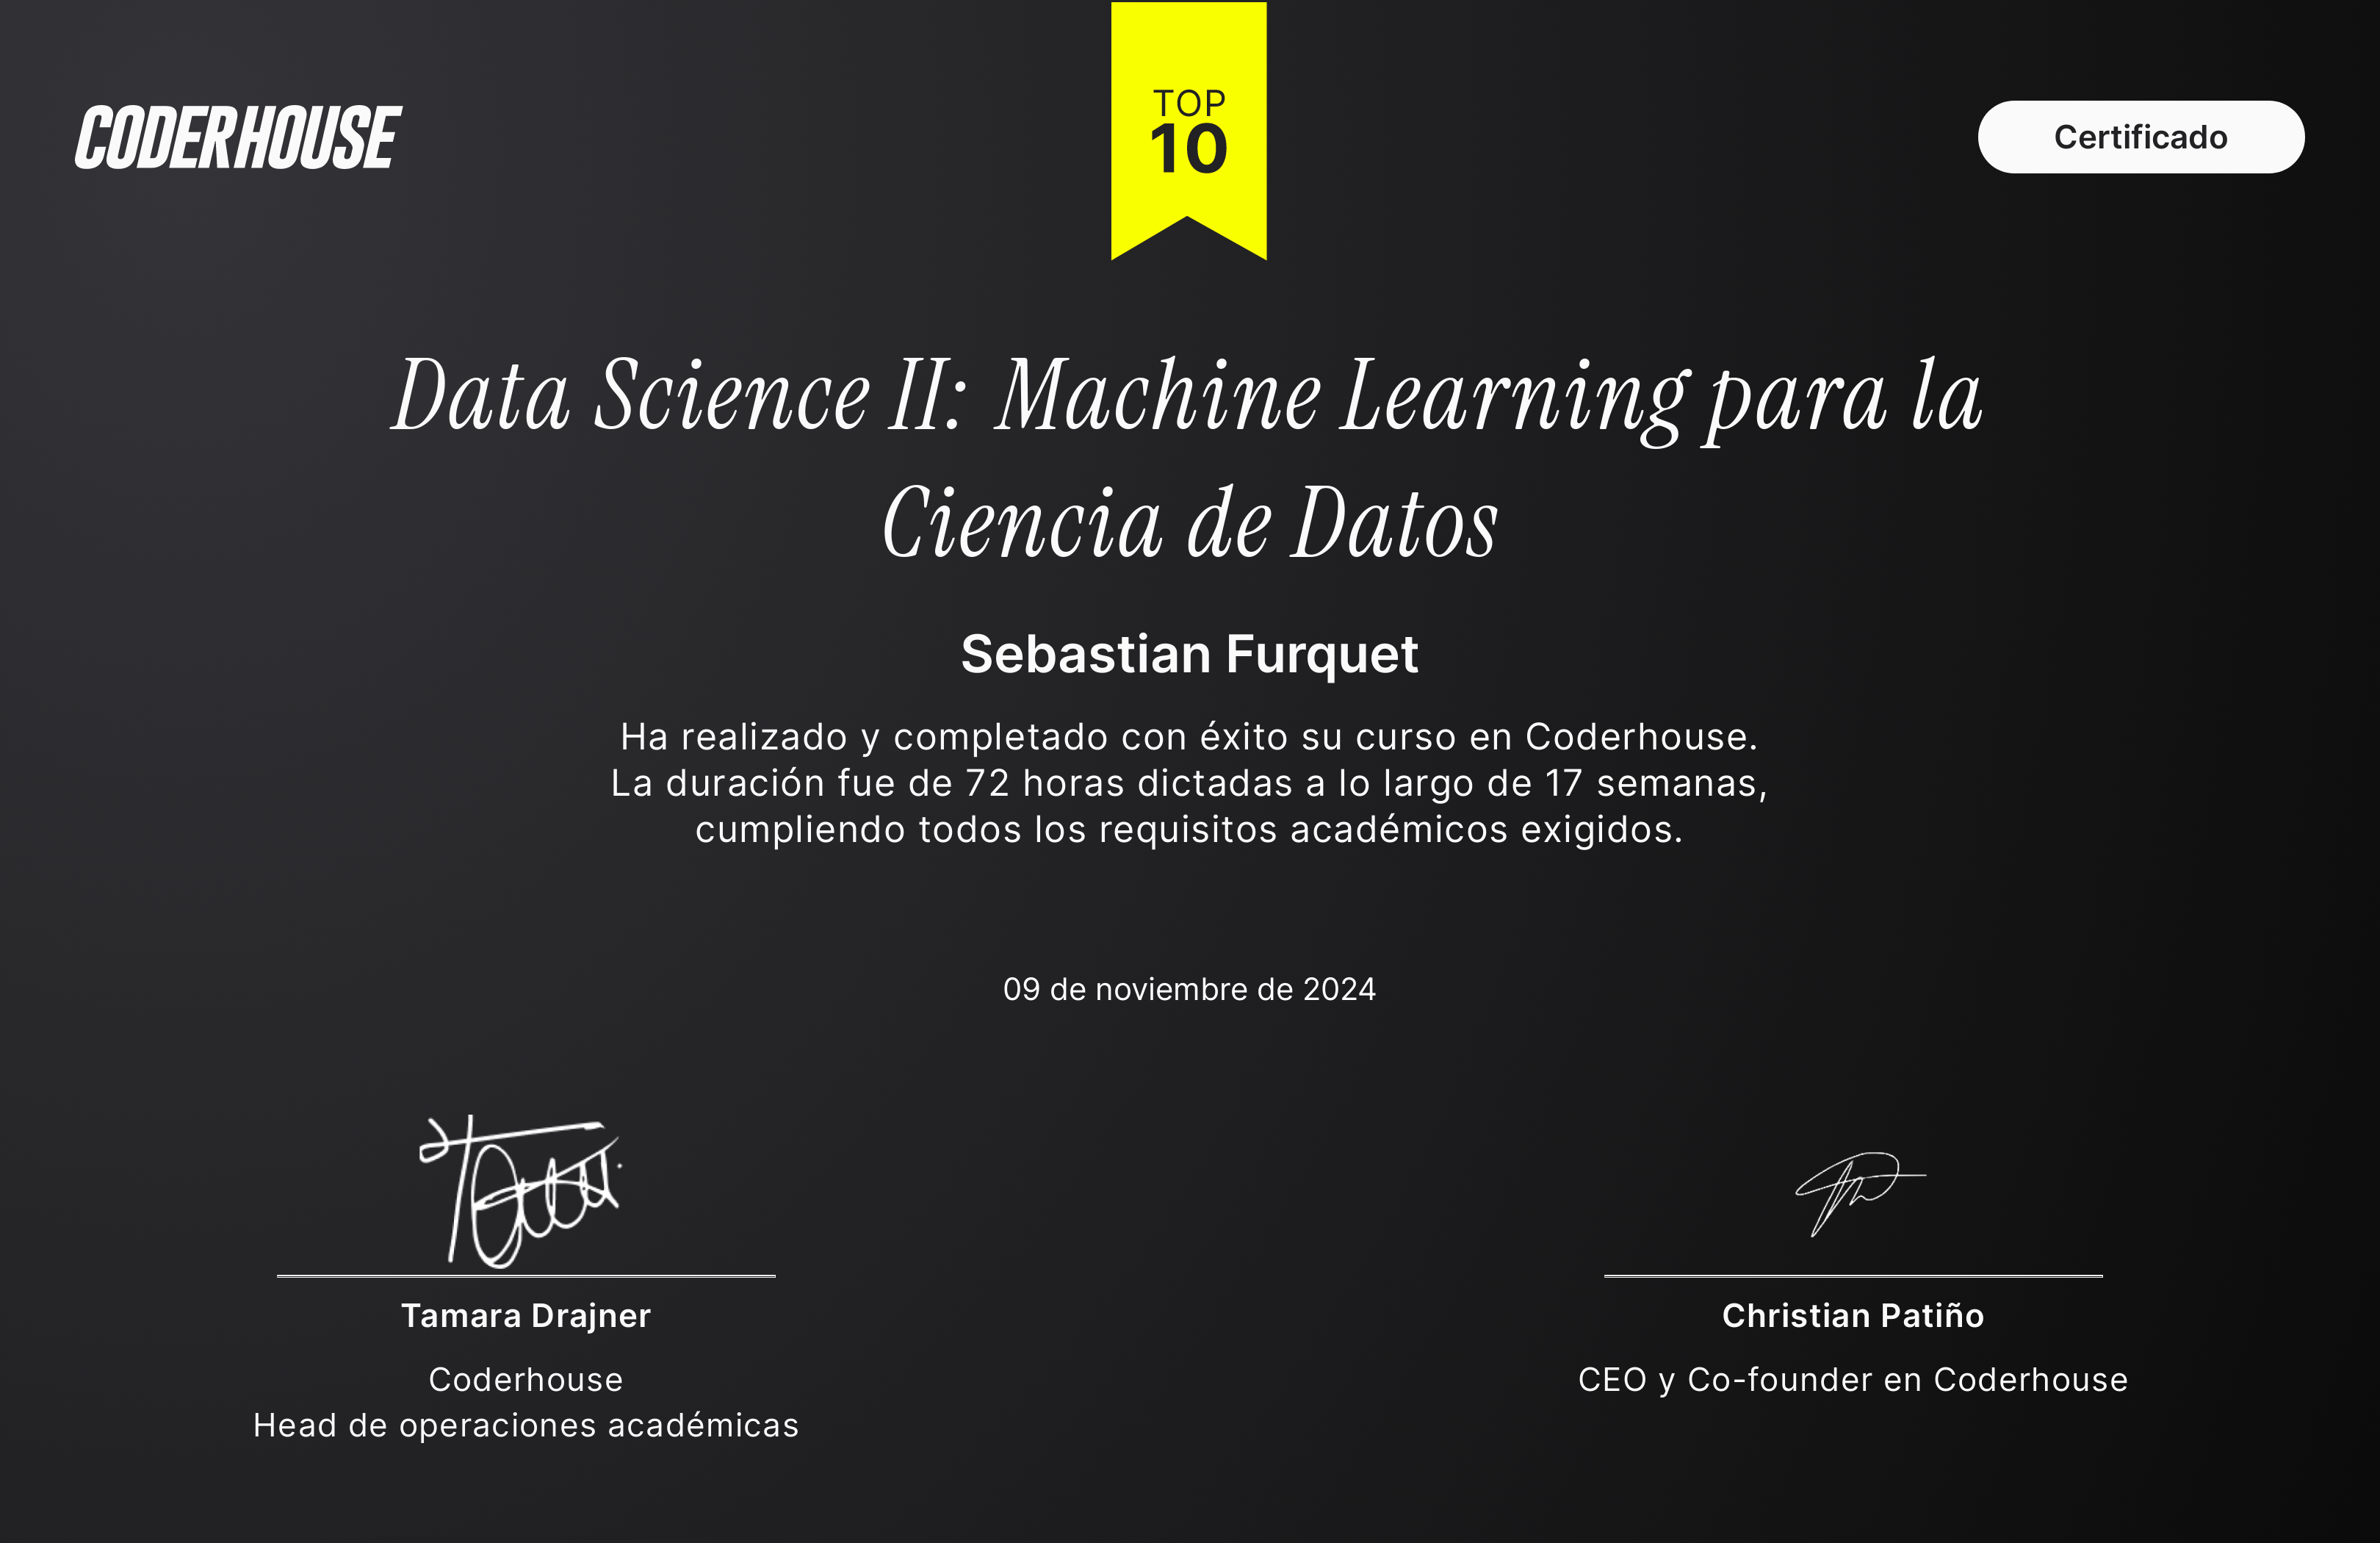 CODERHOUSE
TOP
10
Certificado
Data Science II: Machine Learning para la
Ciencia de Datos
Sebastian Furquet
Ha realizado y completado con éxito su curso en Coderhouse.
La duración fue de 72 horas dictadas a lo largo de 17 semanas,
cumpliendo todos los requisitos académicos exigidos.
09 de noviembre de 2024
Tamara Drajner
Coderhouse
Head de operaciones académicas
Christian Patiño
CEO y Co-founder en Coderhouse